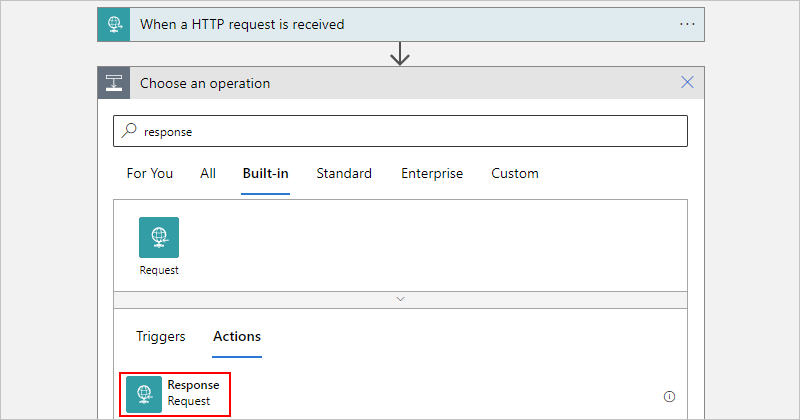 When a HTTP request is received
Choose an operation
response
For You All Built-in Standard Enterprise Custom
Request
Triggers Actions
Response
Request